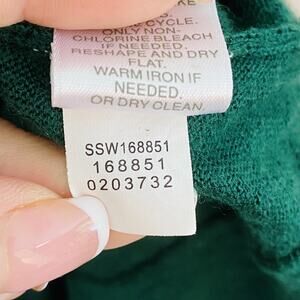 CYCLE.
ONLY NON-
CHLORINE BLEACH
IF NEEDED.
RESHAPE AND DRY
FLAT.
WARM IRON IF
NEEDED.
OR DRY CLEAN.
SSW168851
168851
0203732